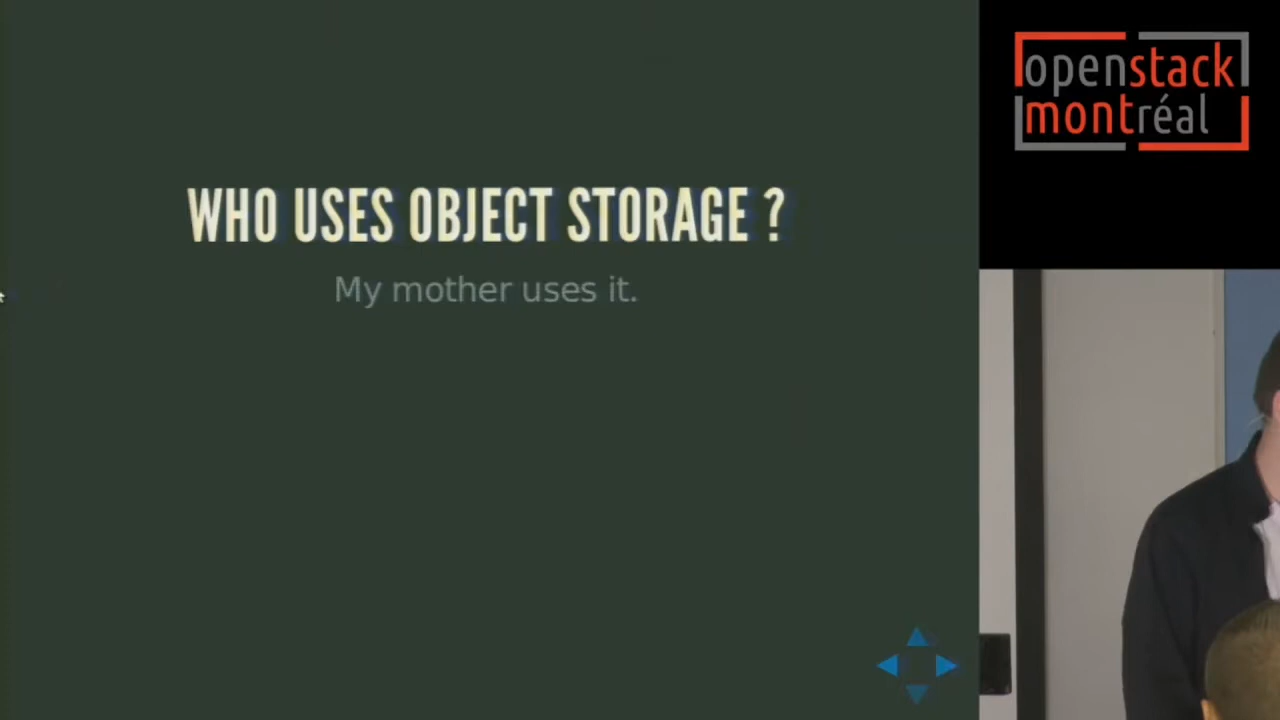 WHO USES OBJECT STORAGE ?
My mother uses it.
openstack
montréal